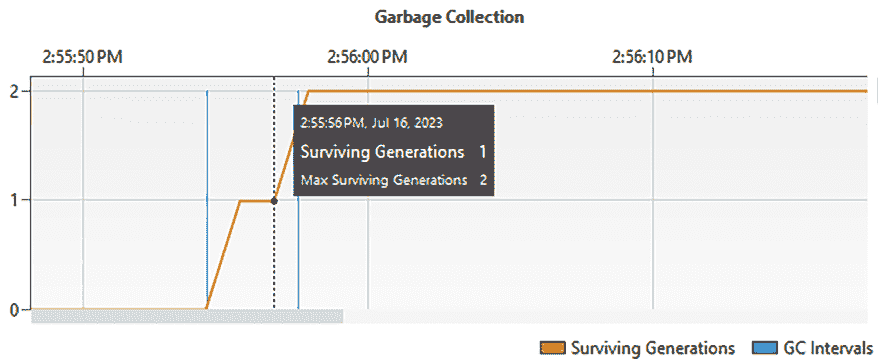 Garbage Collection
2:55:50 PM 2:56:00 PM 2:56:10 PM
2
2:55:56 PM, Jul 16, 2023
Surviving Generations 1
Max Surviving Generations 2
1
0
Surviving Generations GC Intervals